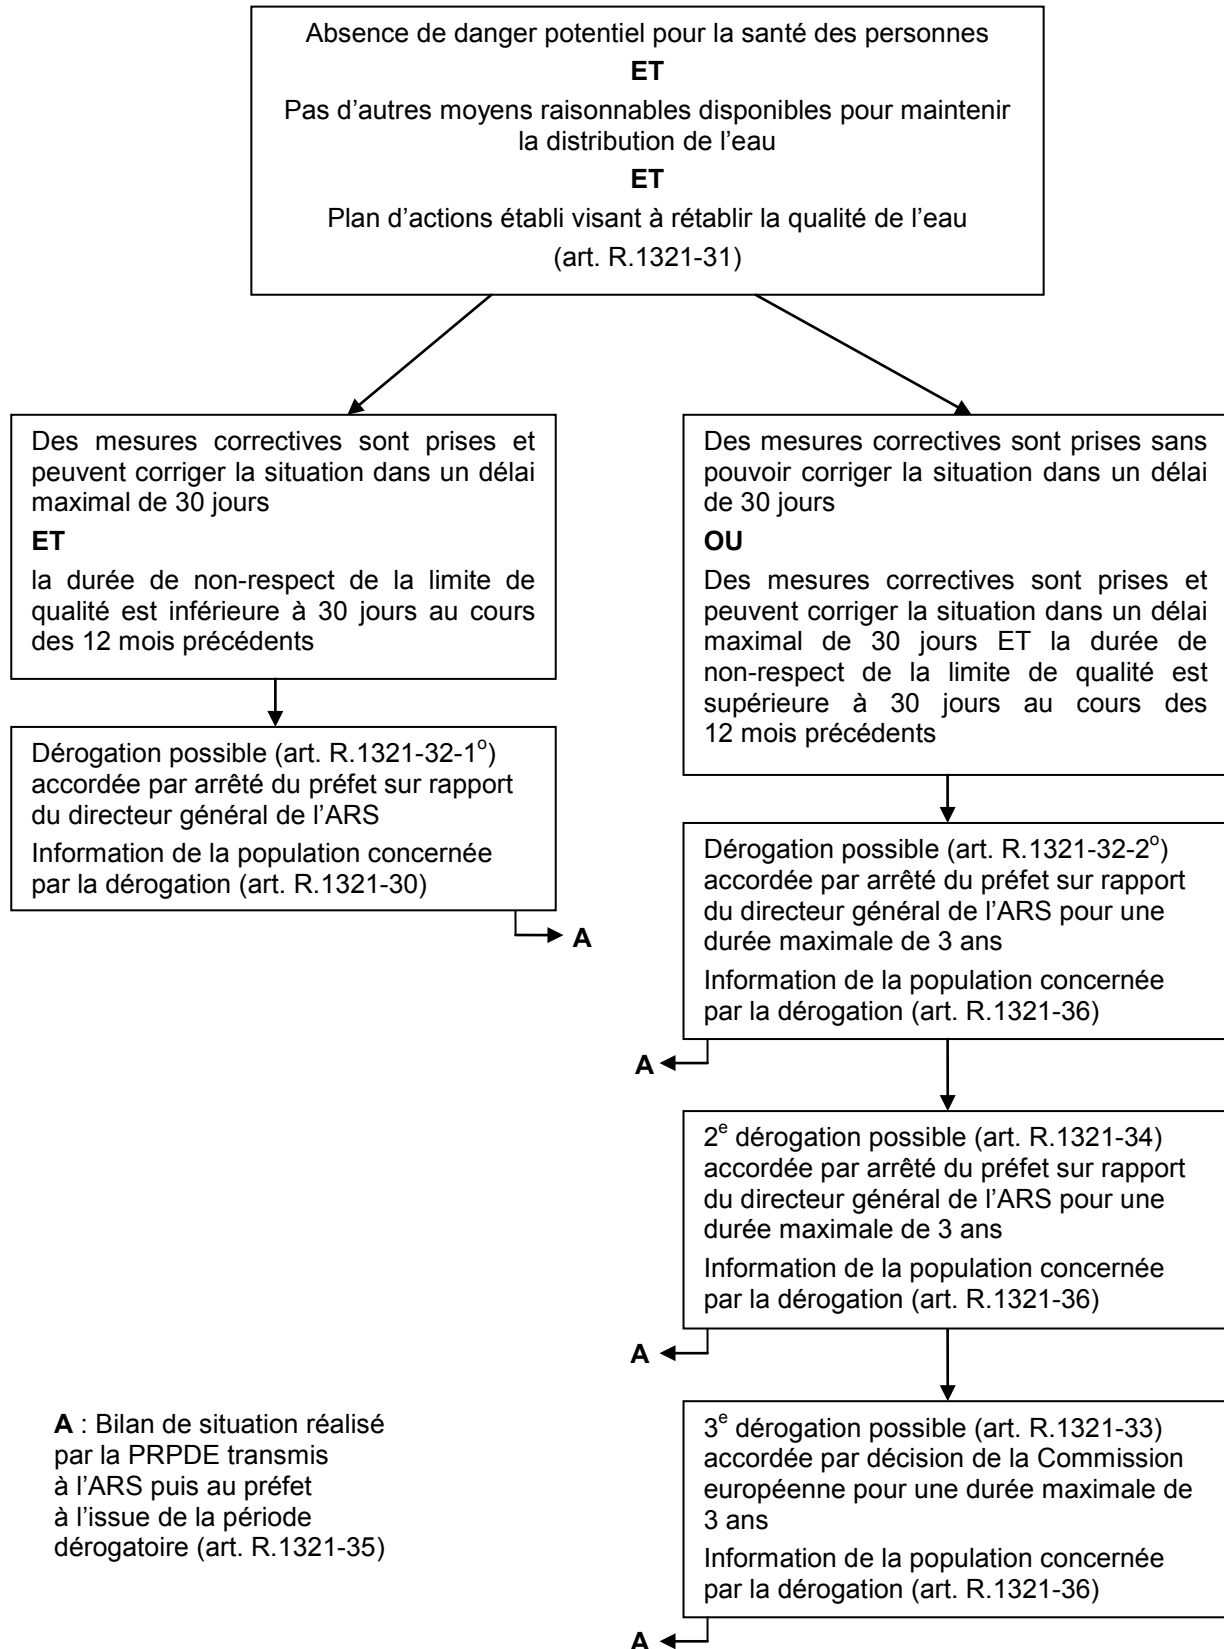 Absence de danger potentiel pour la santé des personnes
ET
Pas d'autres moyens raisonnables disponibles pour maintenir
la distribution de l'eau
ET
Plan d'actions établi visant à rétablir la qualité de l'eau
(art. R.1321-31)
Des mesures correctives sont prises et
peuvent corriger la situation dans un délai
maximal de 30 jours
ET
la durée de non-respect de la limite de
qualité est inférieure à 30 jours au cours
des 12 mois précédents
Dérogation possible (art. R.1321-32-1°)
accordée par arrêté du préfet sur rapport
du directeur général de l'ARS
Information de la population concernée
par la dérogation (art. R.1321-30)
A
Des mesures correctives sont prises sans
pouvoir corriger la situation dans un délai
de 30 jours
OU
Des mesures correctives sont prises et
peuvent corriger la situation dans un délai
maximal de 30 jours ET la durée de
non-respect de la limite de qualité est
supérieure à 30 jours au cours des
12 mois précédents
Dérogation possible (art. R.1321-32-2°)
accordée par arrêté du préfet sur rapport
du directeur général de l'ARS pour une
durée maximale de 3 ans
Information de la population concernée
par la dérogation (art. R.1321-36)
A
2e dérogation possible (art. R.1321-34)
accordée par arrêté du préfet sur rapport
du directeur général de l'ARS pour une
durée maximale de 3 ans
Information de la population concernée
par la dérogation (art. R.1321-36)
A
3e dérogation possible (art. R.1321-33)
accordée par décision de la Commission
européenne pour une durée maximale de
3 ans
Information de la population concernée
par la dérogation (art. R.1321-36)
A
A : Bilan de situation réalisé
par la PRPDE transmis
à l'ARS puis au préfet
à l'issue de la période
dérogatoire (art. R.1321-35)